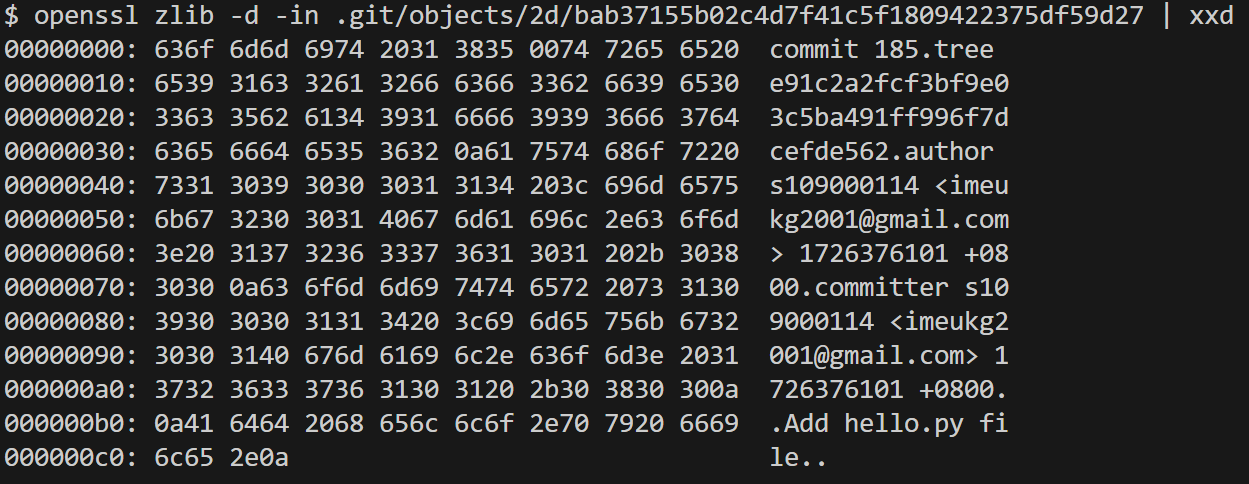 $ openssl zlib -d -in .git/objects/2d/bab37155b02c4d7f41c5f1809422375df59d27 | xxd
00000000: 636f 6d6d 6974 2031 3835 0074 7265 6520  commit 185.tree
00000010: 6539 3163 3261 3266 6366 3362 6639 6530  e91c2a2fcf3bf9e0
00000020: 3363 3562 6134 3931 6666 3939 3666 3764  3c5ba491ff996f7d
00000030: 6365 6664 6535 3632 0a61 7574 686f 7220  cefde562.author
00000040: 7331 3039 3030 3031 3134 203c 696d 6575  s109000114 <imeu
00000050: 6b67 3230 3031 4067 6d61 696c 2e63 6f6d  kg2001@gmail.com
00000060: 3e20 3137 3236 3337 3631 3031 202b 3038  > 1726376101 +08
00000070: 3030 0a63 6f6d 6d69 7474 6572 2073 3130  00.committer s10
00000080: 3930 3030 3131 3420 3c69 6d65 756b 6732  9000114 <imeukg2
00000090: 3030 3140 676d 6169 6c2e 636f 6d3e 2031  001@gmail.com> 1
000000a0: 3732 3633 3736 3130 3120 2b30 3830 300a  726376101 +0800.
000000b0: 0a41 6464 2068 656c 6c6f 2e70 7920 6669  .Add hello.py fi
000000c0: 6c65 2e0a  le..